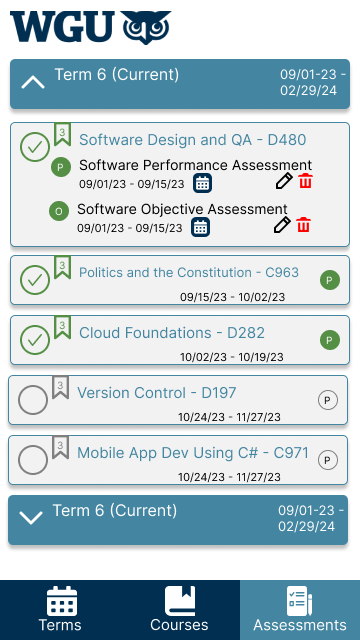 WGU
Term 6 (Current)
09/01-23 -
02/29/24
3
Software Design and QA - D480
P
Software Performance Assessment
09/01/23 - 09/15/23
O
Software Objective Assessment
09/01/23 - 09/15/23
3
Politics and the Constitution - C963
P
09/15/23 - 10/02/23
3
Cloud Foundations - D282
P
10/02/23 - 10/19/23
3
Version Control - D197
P
10/24/23 - 11/27/23
3
Mobile App Dev Using C# - C971
P
10/24/23 - 11/27/23
Term 6 (Current)
09/01-23 -
02/29/24
Terms
Courses
Assessments